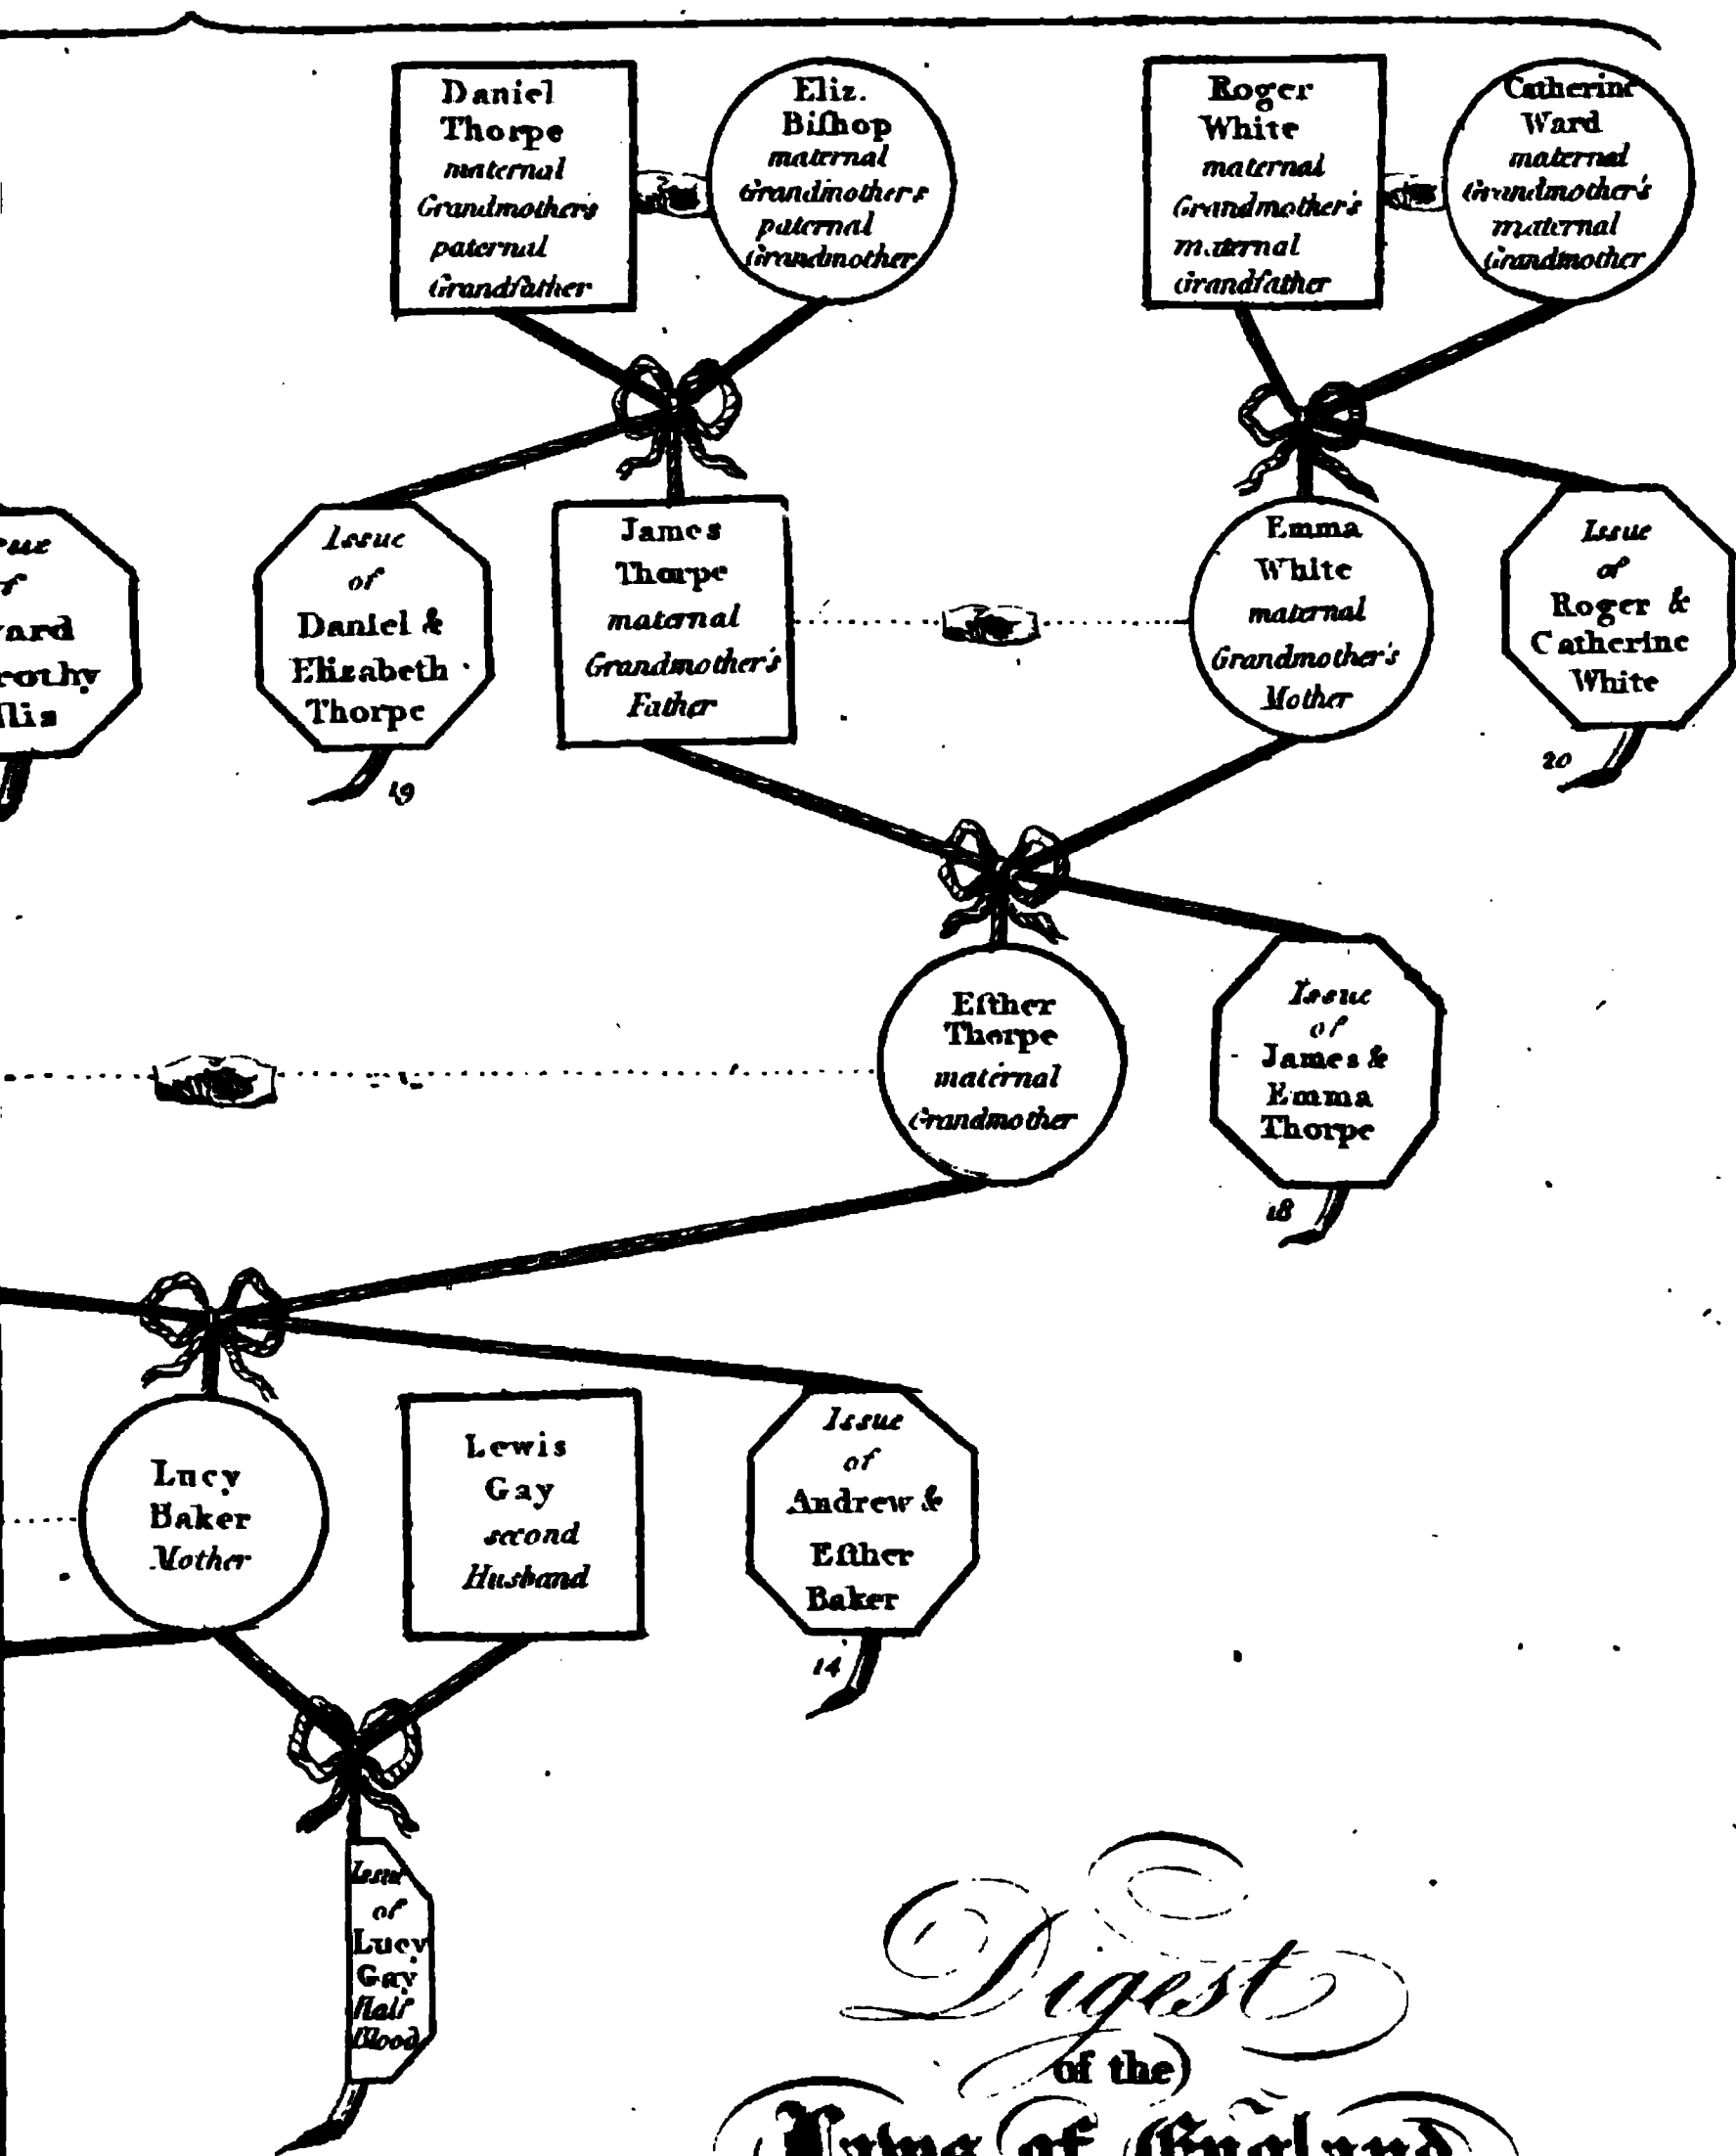 Daniel
Thorpe
maternal
Grandmothers
paternal
Grandfather
Eliz.
Biſhop
maternal
Grandmother's
paternal
Grandmother
Roger
White
maternal
Grandmother's
maternal
Grandfather
Catherine
Ward
maternal
Grandmother's
maternal
Grandmother
Issue
of
Daniel &
Elizabeth
Thorpe
19
James
Thorpe
maternal
Grandmother's
Father
Emma
White
maternal
Grandmother's
Mother
Issue
of
Roger &
Catherine
White
20
Eſther
Thorpe
maternal
Grandmother
Issue
of
James &
Emma
Thorpe
18
Lucy
Baker
Mother
Lewis
Gay
second
Husband
Issue
of
Andrew &
Eſther
Baker
14
Issue
of
Lucy
Gay
Half
Blood
Digest
of the
Laws of England